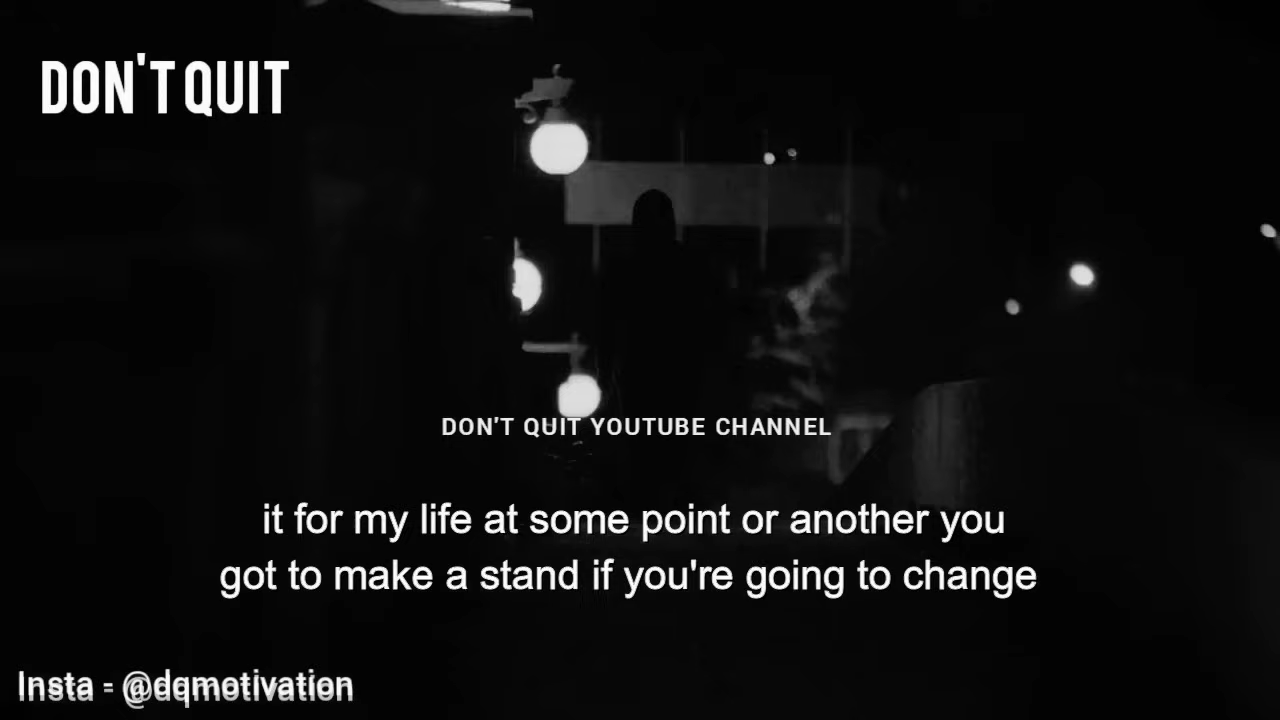 DON'T QUIT
DON'T QUIT YOUTUBE CHANNEL
it for my life at some point or another you
got to make a stand if you're going to change
Insta - @dqmotivation